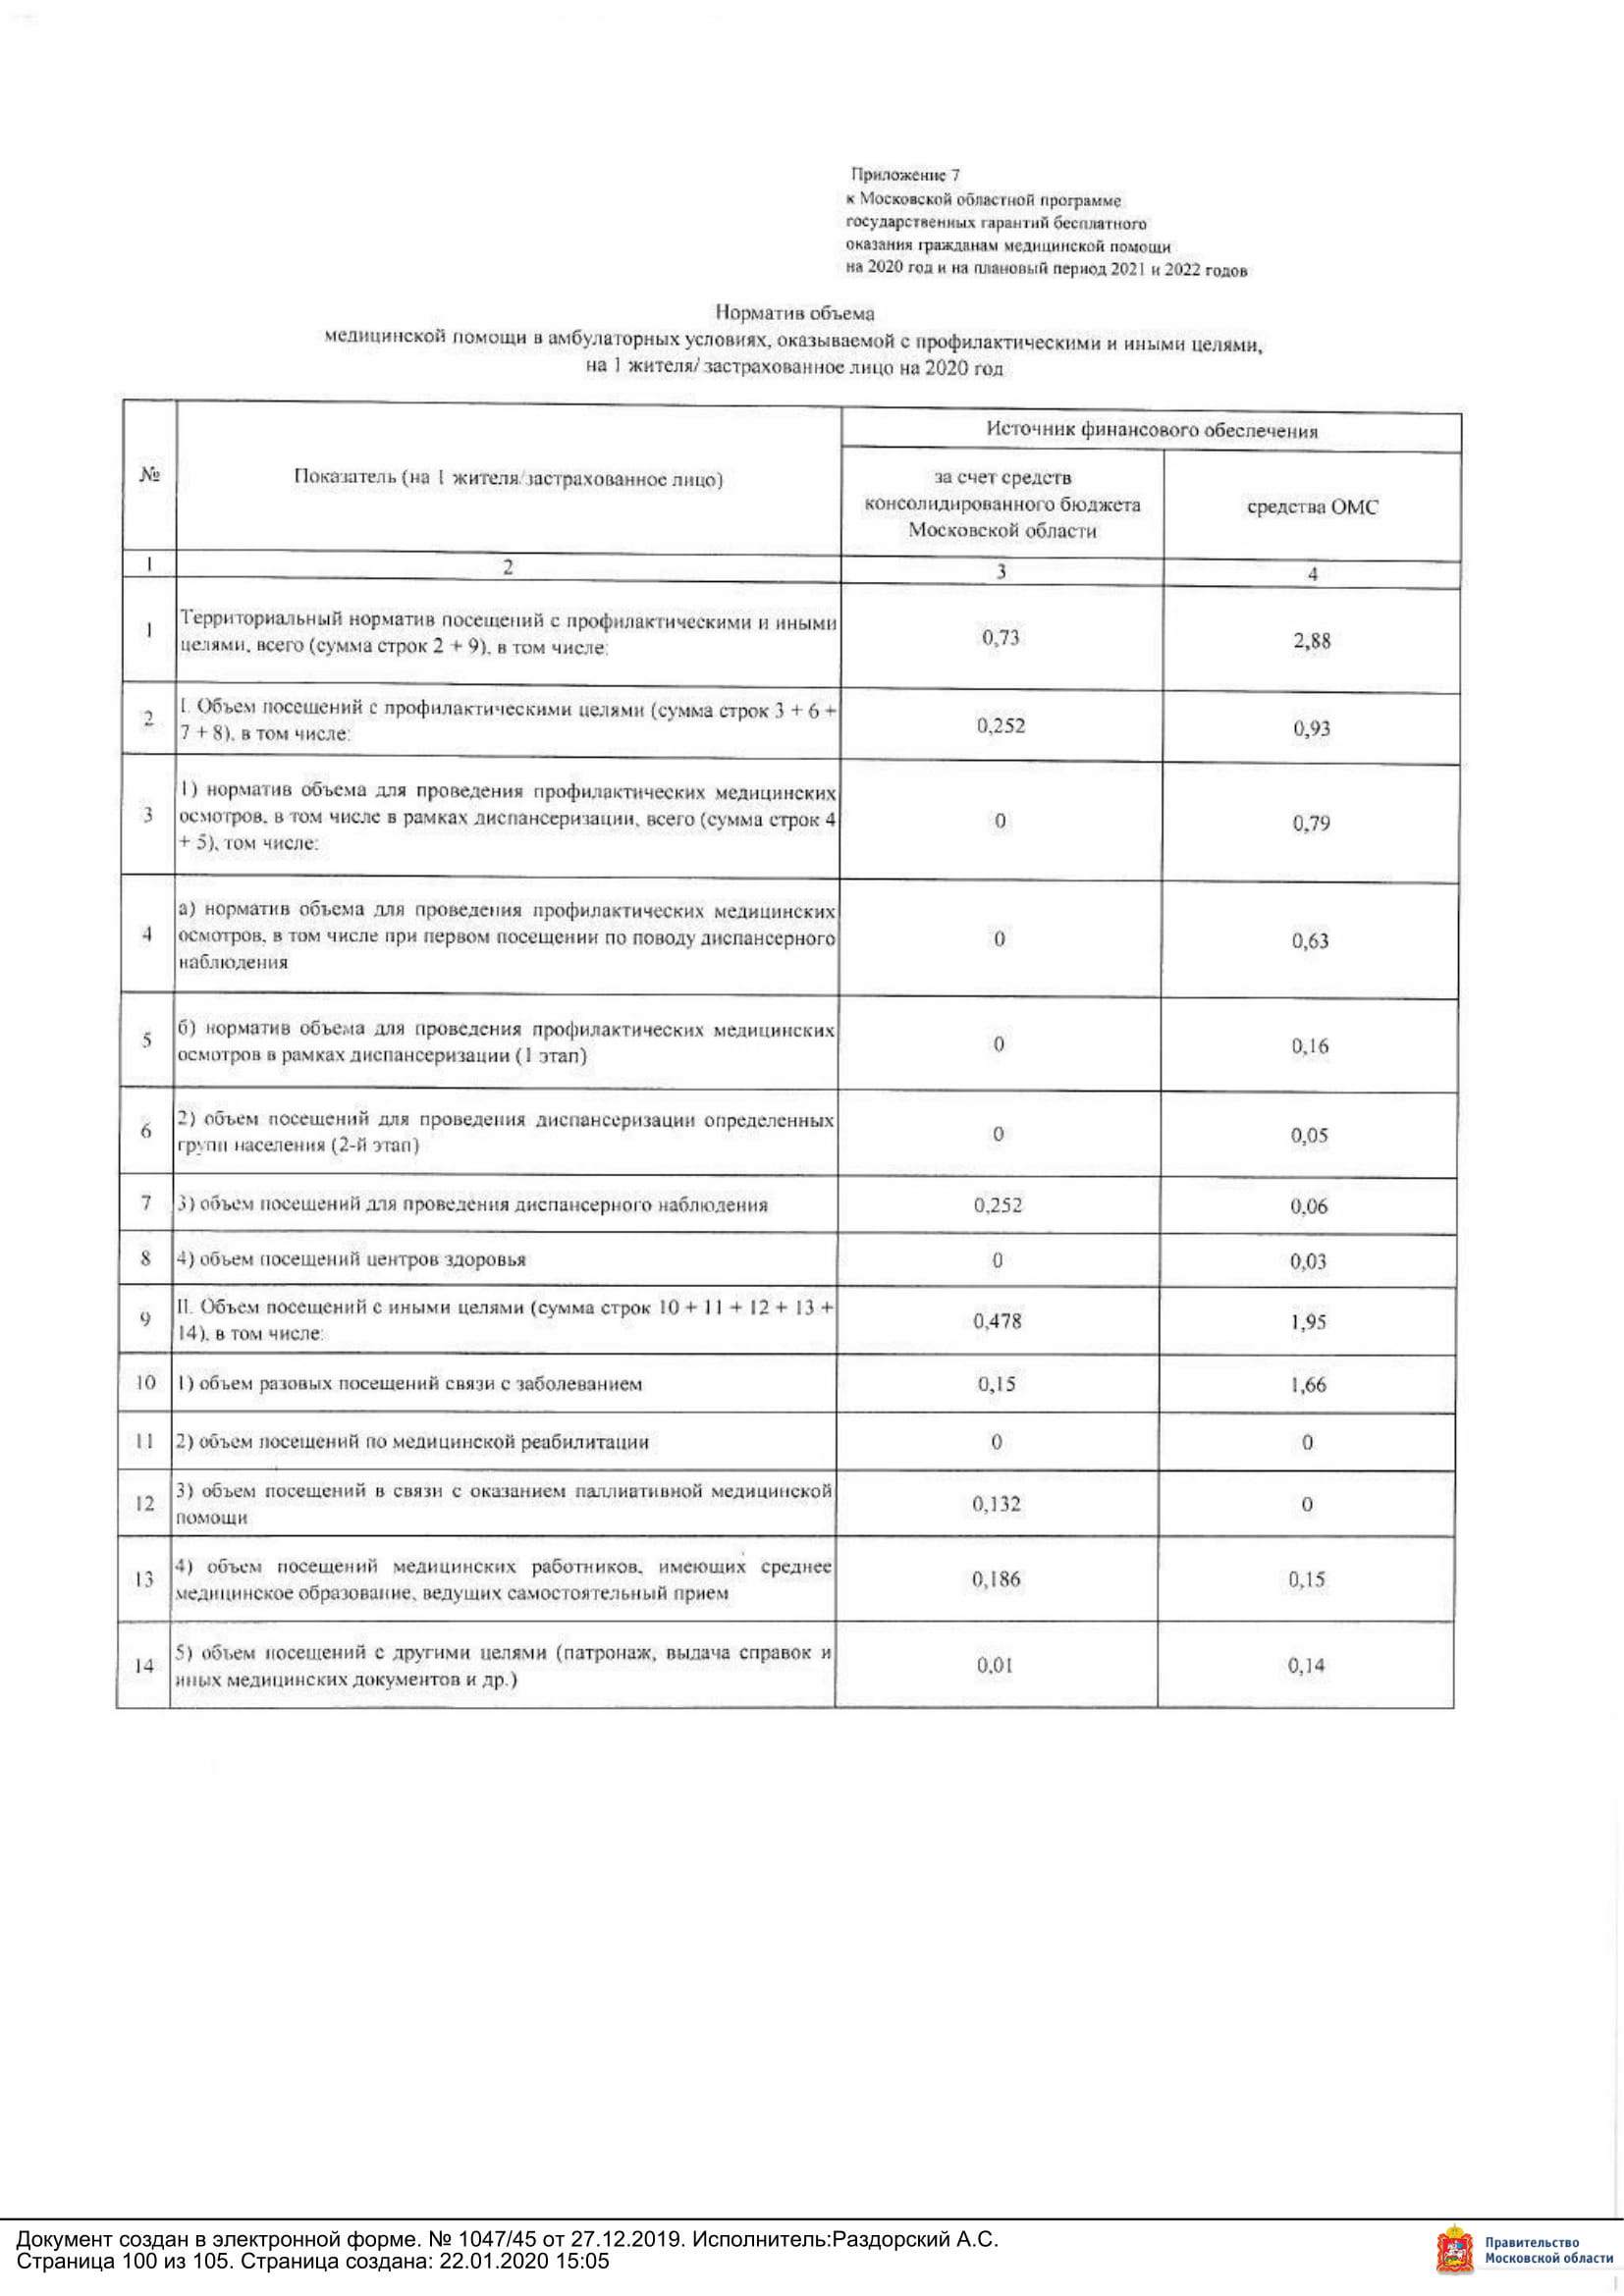 Приложение 7
к Московской областной программе
государственных гарантий бесплатного
оказания гражданам медицинской помощи
на 2020 год и на плановый период 2021 и 2022 годов
Норматив объема
медицинской помощи в амбулаторных условиях, оказываемой с профилактическими и иными целями,
на 1 жителя/ застрахованное лицо на 2020 год
№
Показатель (на 1 жителя/застрахованное лицо)
Источник финансового обеспечения
за счет средств
консолидированного бюджета
Московской области
средства ОМС
1 2 3 4
1 Территориальный норматив посещений с профилактическими и иными
целями, всего (сумма строк 2 + 9), в том числе: 0,73 2,88
2 I. Объем посещений с профилактическими целями (сумма строк 3 + 6 +
7 + 8), в том числе: 0,252 0,93
3 1) норматив объема для проведения профилактических медицинских
осмотров, в том числе в рамках диспансеризации, всего (сумма строк 4
+ 5), том числе: 0 0,79
4 а) норматив объема для проведения профилактических медицинских
осмотров, в том числе при первом посещении по поводу диспансерного
наблюдения 0 0,63
5 б) норматив объема для проведения профилактических медицинских
осмотров в рамках диспансеризации (1 этап) 0 0,16
6 2) объем посещений для проведения диспансеризации определенных
групп населения (2-й этап) 0 0,05
7 3) объем посещений для проведения диспансерного наблюдения 0,252 0,06
8 4) объем посещений центров здоровья 0 0,03
9 II. Объем посещений с иными целями (сумма строк 10 + 11 + 12 + 13 +
14), в том числе: 0,478 1,95
10 1) объем разовых посещений связи с заболеванием 0,15 1,66
11 2) объем посещений по медицинской реабилитации 0 0
12 3) объем посещений в связи с оказанием паллиативной медицинской
помощи 0,132 0
13 4) объем посещений медицинских работников, имеющих среднее
медицинское образование, ведущих самостоятельный прием 0,186 0,15
14 5) объем посещений с другими целями (патронаж, выдача справок и
иных медицинских документов и др.) 0,01 0,14
Документ создан в электронной форме. № 1047/45 от 27.12.2019. Исполнитель:Раздорский А.С.
Страница 100 из 105. Страница создана: 22.01.2020 15:05
Правительство
Московской области